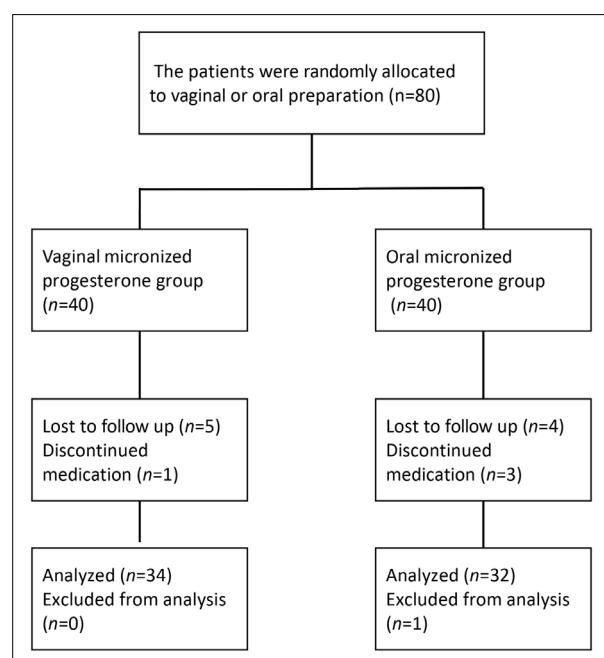 The patients were randomly allocated
to vaginal or oral preparation (n=80)
Vaginal micronized
progesterone group
(n=40)
Oral micronized
progesterone group
(n=40)
Lost to follow up (n=5)
Discontinued
medication (n=1)
Lost to follow up (n=4)
Discontinued
medication (n=3)
Analyzed (n=34)
Excluded from analysis
(n=0)
Analyzed (n=32)
Excluded from analysis
(n=1)